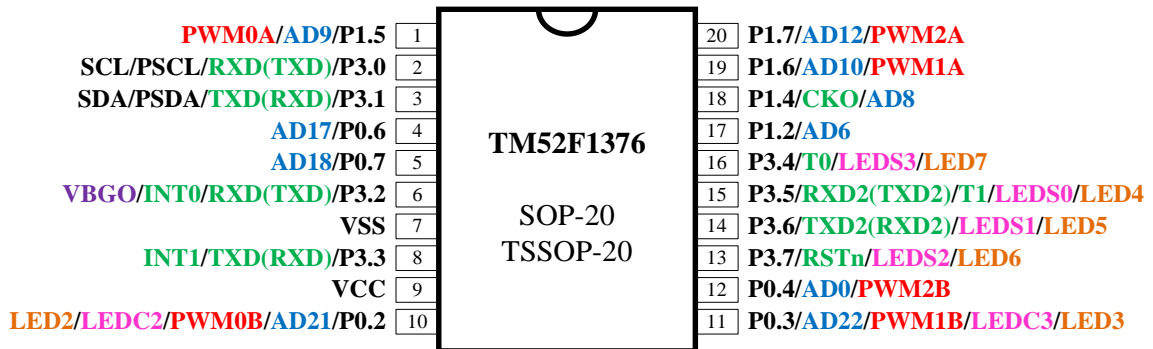 PWM0A/AD9/P1.5 1 20 P1.7/AD12/PWM2A
SCL/PSCL/RXD(TXD)/P3.0 2 19 P1.6/AD10/PWM1A
SDA/PSDA/TXD(RXD)/P3.1 3 18 P1.4/CKO/AD8
AD17/P0.6 4 TM52F1376 17 P1.2/AD6
AD18/P0.7 5 16 P3.4/T0/LEDS3/LED7
VBGO/INT0/RXD(TXD)/P3.2 6 15 P3.5/RXD2(TXD2)/T1/LEDS0/LED4
VSS 7 SOP-20 14 P3.6/TXD2(RXD2)/LEDS1/LED5
INT1/TXD(RXD)/P3.3 8 TSSOP-20 13 P3.7/RSTn/LEDS2/LED6
VCC 9 12 P0.4/AD0/PWM2B
LED2/LEDC2/PWM0B/AD21/P0.2 10 11 P0.3/AD22/PWM1B/LEDC3/LED3